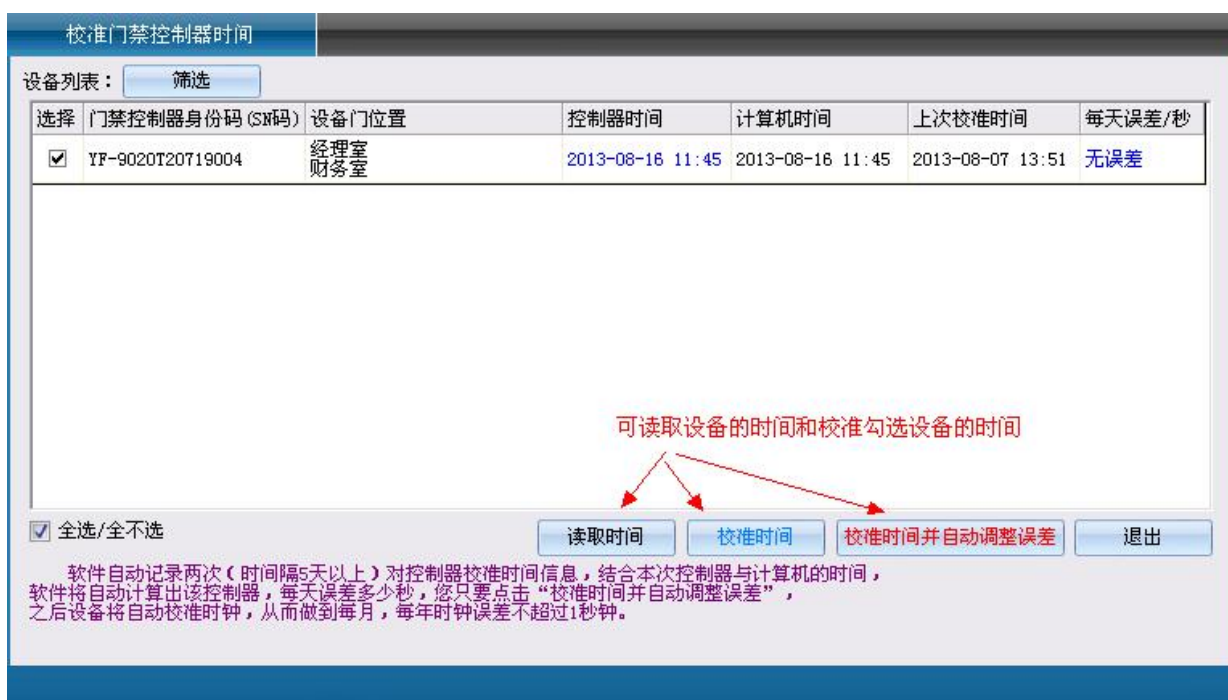 校准门禁控制器时间
设备列表： 筛选
选择 门禁控制器身份码(SN码) 设备门位置 控制器时间 计算机时间 上次校准时间 每天误差/秒
YF-9020T20719004 经理室 2013-08-16 11:45 2013-08-16 11:45 2013-08-07 13:51 无误差
财务室
可读取设备的时间和校准勾选设备的时间
全选/全不选 读取时间 校准时间 校准时间并自动调整误差 退出
软件自动记录两次(时间隔5天以上)对控制器校准时间信息，结合本次控制器与计算机的时间，
软件将自动计算出该控制器，每天误差多少秒，您只要点击“校准时间并自动调整误差”，
之后设备将自动校准时钟，从而做到每月，每年时钟误差不超过1秒钟。